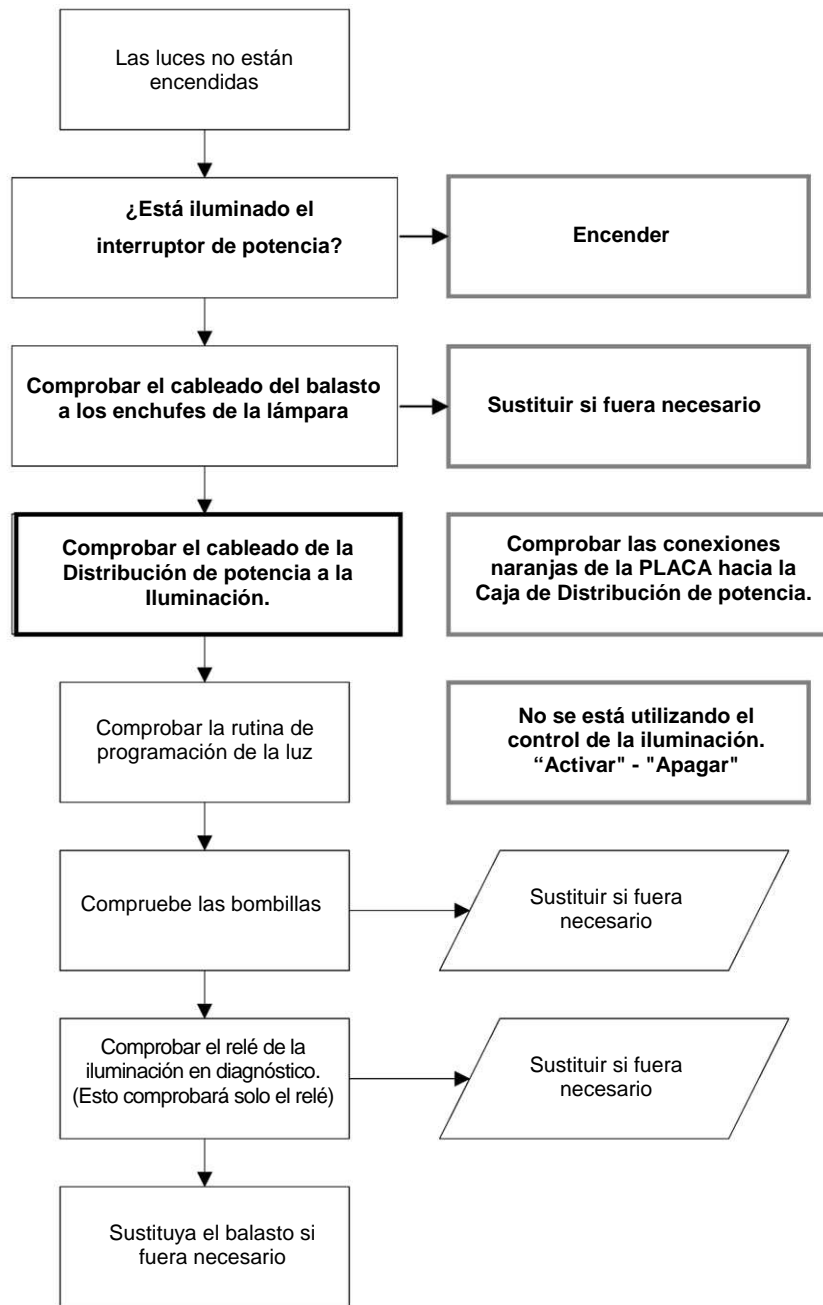 Las luces no están
encendidas
¿Está iluminado el
interruptor de potencia?
Encender
Comprobar el cableado del balasto
a los enchufes de la lámpara
Sustituir si fuera necesario
Comprobar el cableado de la
Distribución de potencia a la
Iluminación.
Comprobar las conexiones
naranjas de la PLACA hacia la
Caja de Distribución de potencia.
Comprobar la rutina de
programación de la luz
No se está utilizando el
control de la iluminación.
“Activar" - "Apagar"
Compruebe las bombillas
Sustituir si fuera
necesario
Comprobar el relé de la
iluminación en diagnóstico.
(Esto comprobará solo el relé)
Sustituir si fuera
necesario
Sustituya el balasto si
fuera necesario